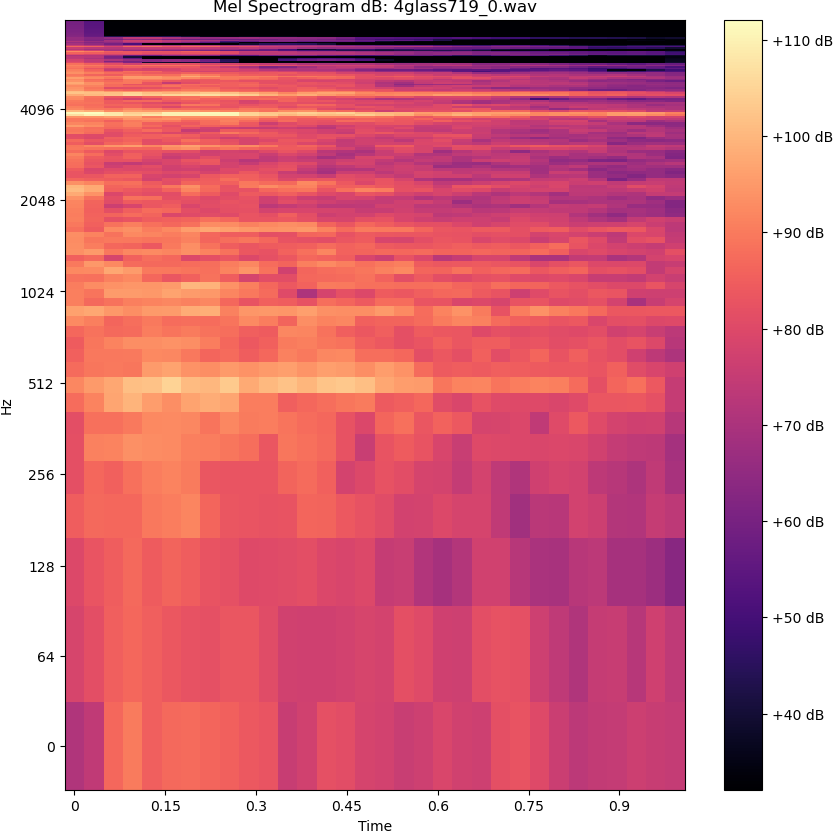 Mel Spectrogram dB: 4glass719_0.wav
4096
2048
1024
512
256
128
64
0
Hz
0
0.15
0.3
0.45
0.6
0.75
0.9
Time
+110 dB
+100 dB
+90 dB
+80 dB
+70 dB
+60 dB
+50 dB
+40 dB